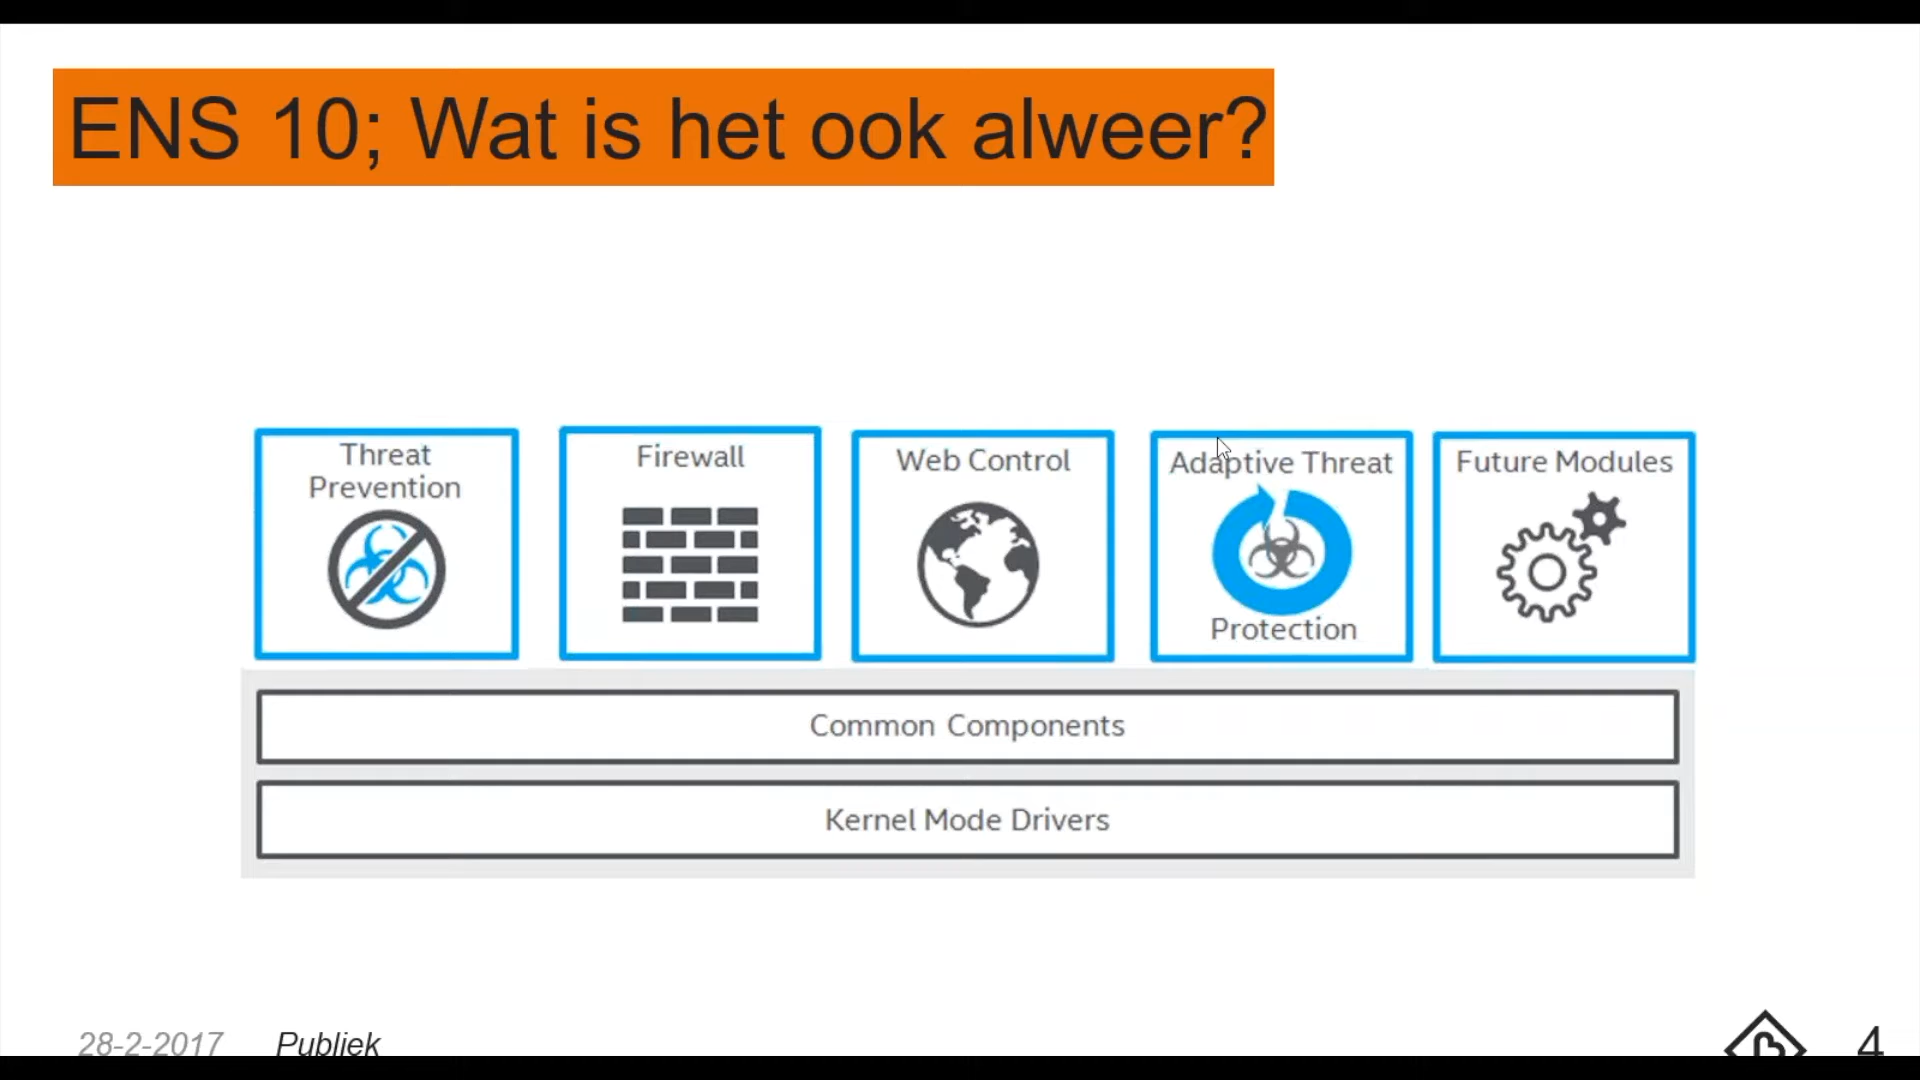 ENS 10; Wat is het ook alweer?
Threat
Prevention
Firewall
Web Control
Adaptive Threat
Protection
Future Modules
Common Components
Kernel Mode Drivers
28-2-2017 Publiek
4